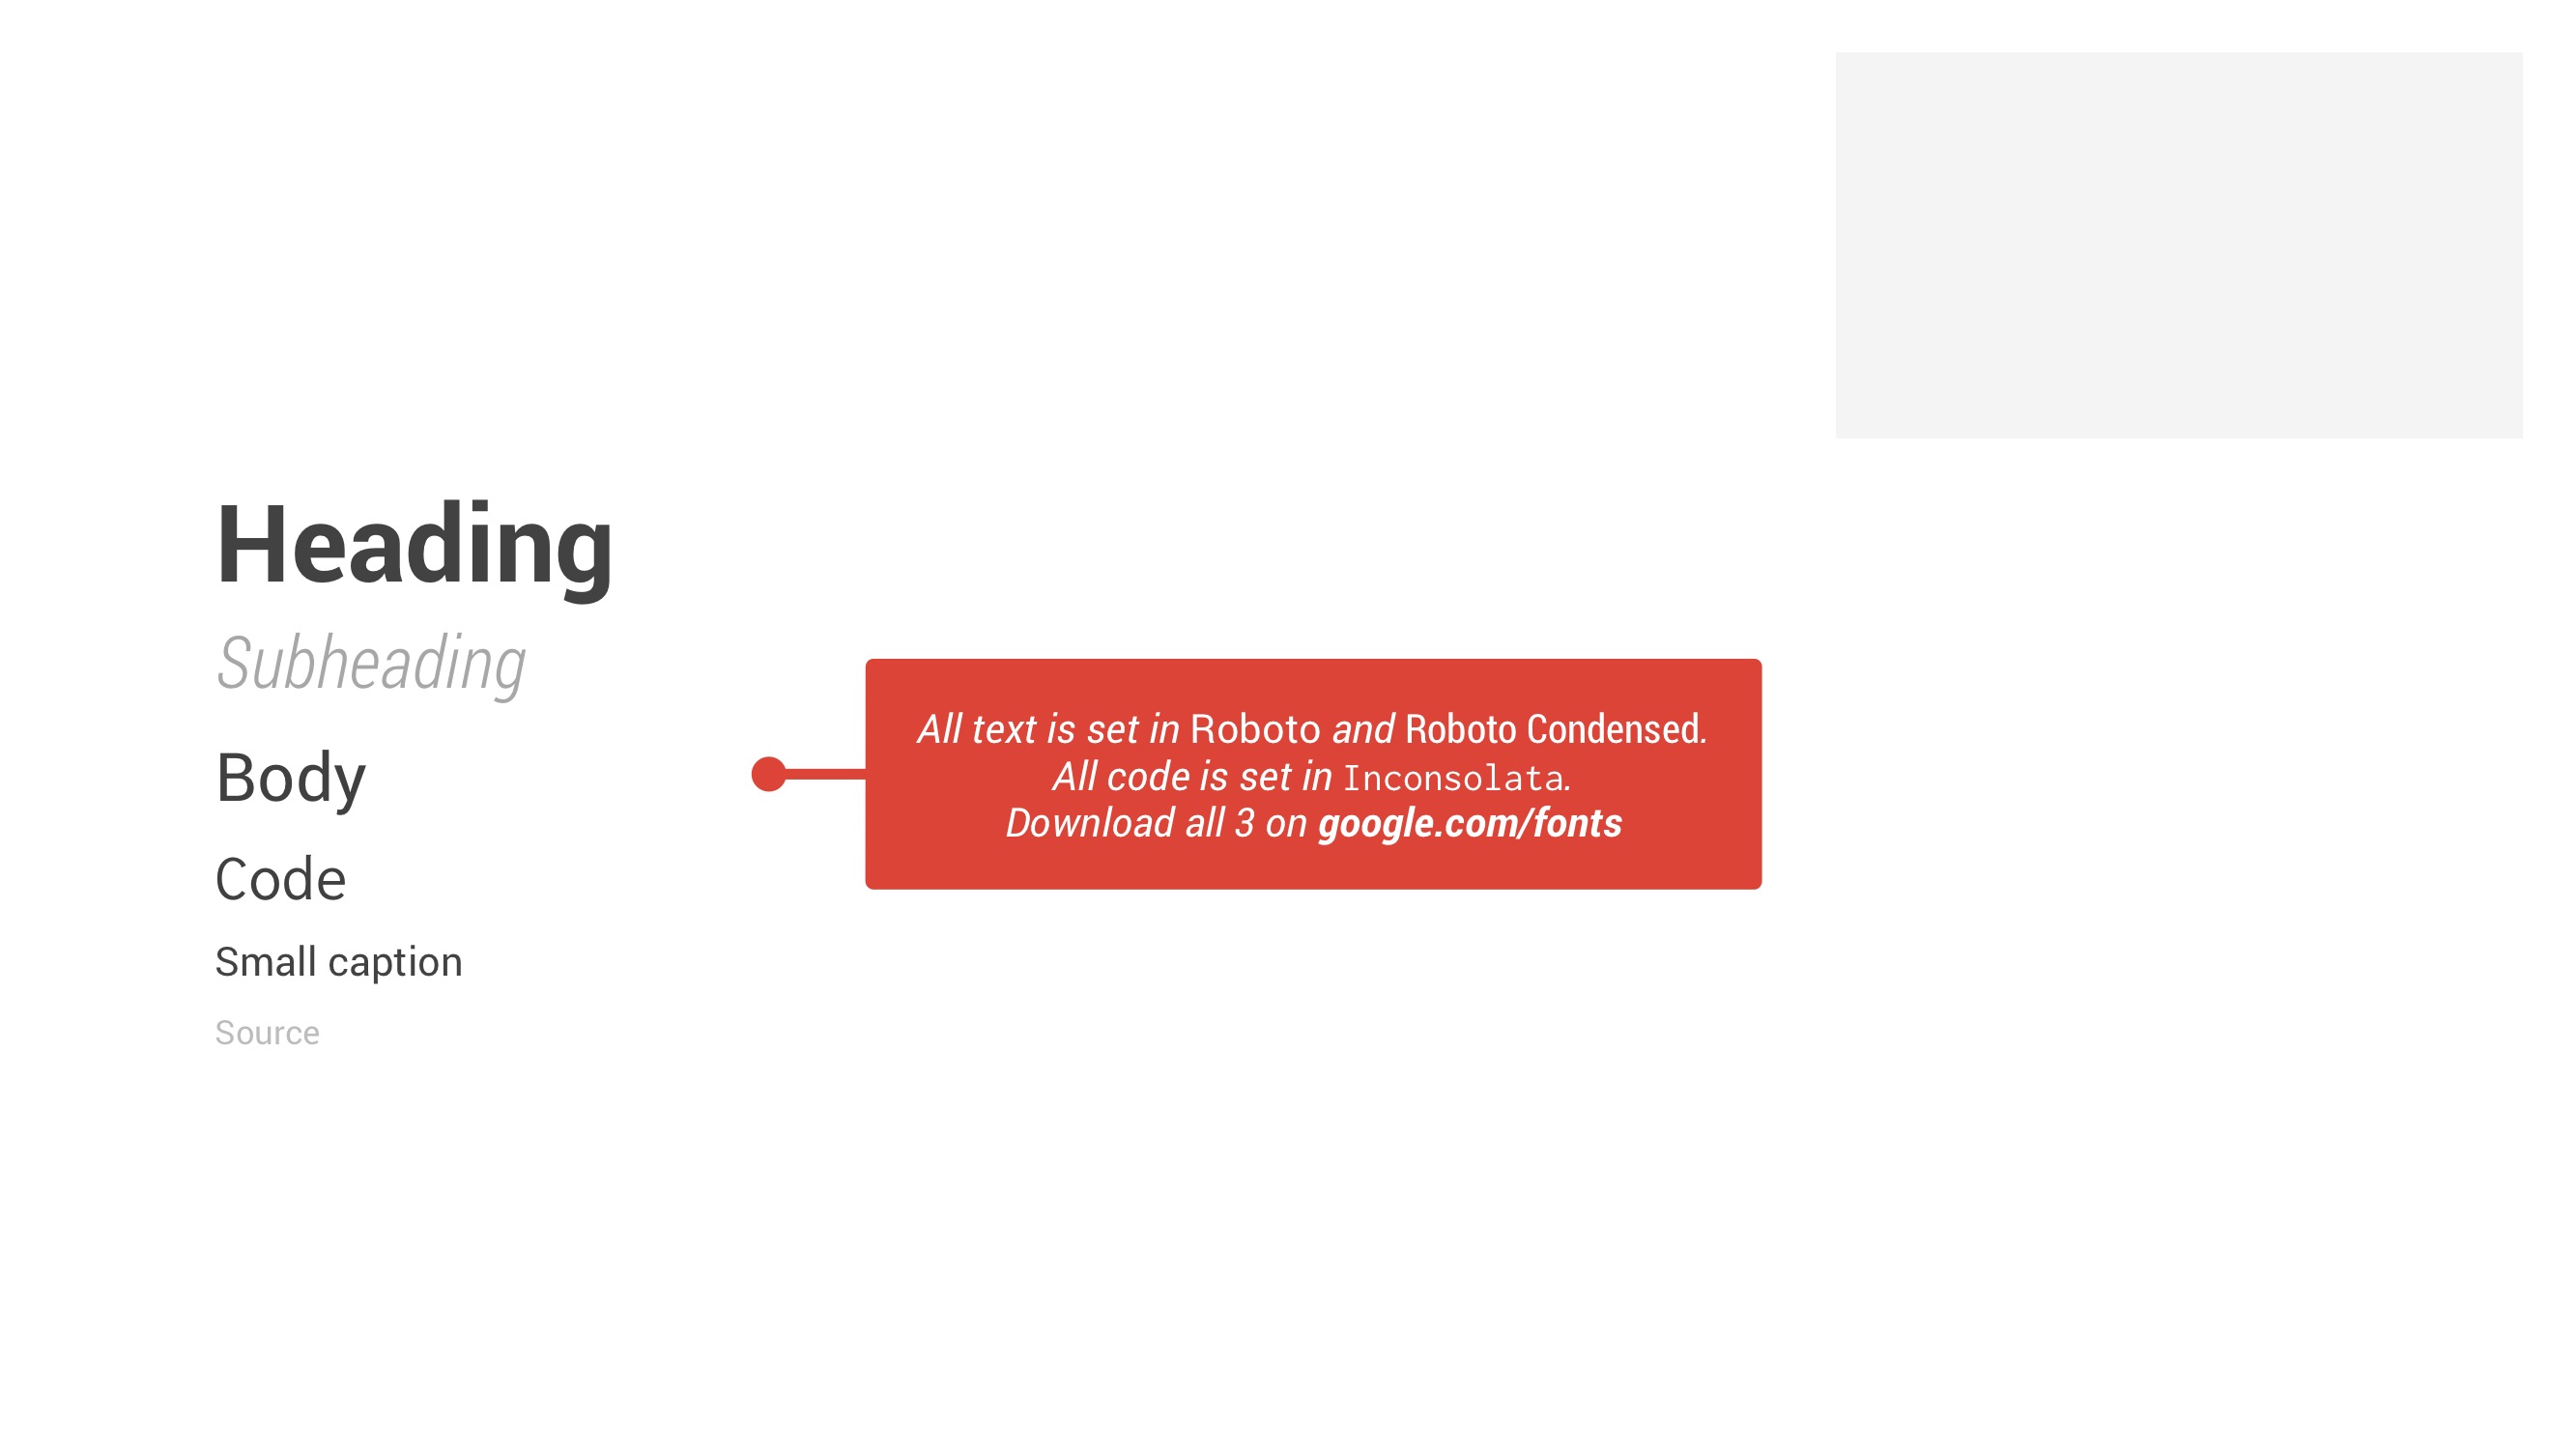 Heading
Subheading
Body
Code
Small caption
Source
All text is set in Roboto and Roboto Condensed.
All code is set in Inconsolata.
Download all 3 on google.com/fonts